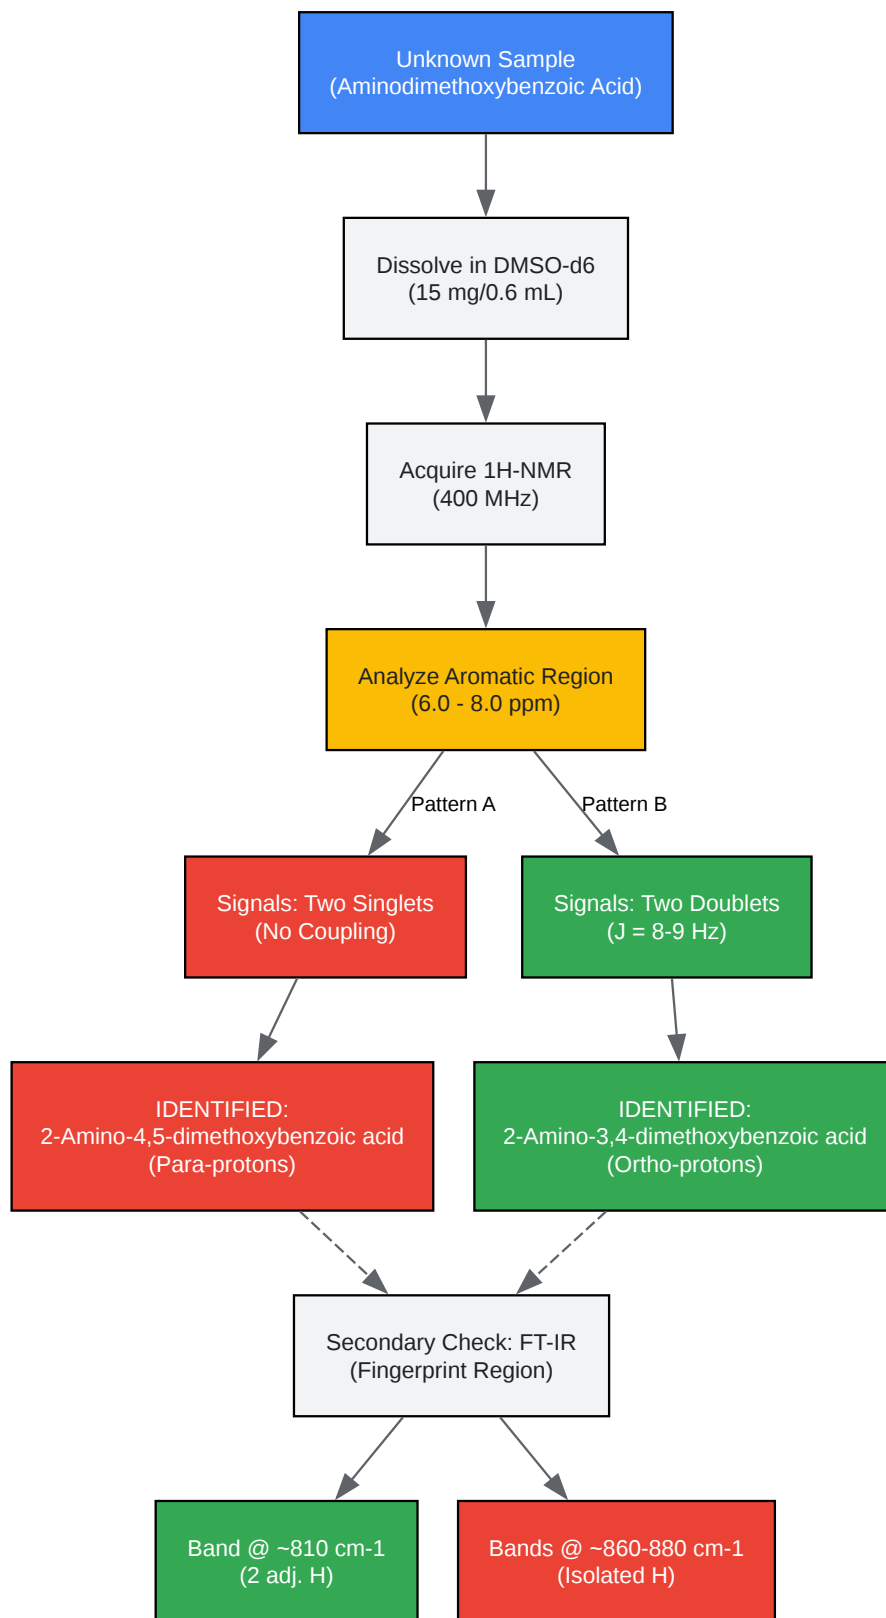 Unknown Sample
(Aminodimethoxybenzoic Acid)
Dissolve in DMSO-d6
(15 mg/0.6 mL)
Acquire 1H-NMR
(400 MHz)
Analyze Aromatic Region
(6.0 - 8.0 ppm)
Pattern A
Pattern B
Signals: Two Singlets
(No Coupling)
Signals: Two Doublets
(J = 8-9 Hz)
IDENTIFIED:
2-Amino-4,5-dimethoxybenzoic acid
(Para-protons)
IDENTIFIED:
2-Amino-3,4-dimethoxybenzoic acid
(Ortho-protons)
Secondary Check: FT-IR
(Fingerprint Region)
Band @ ~810 cm-1
(2 adj. H)
Bands @ ~860-880 cm-1
(Isolated H)